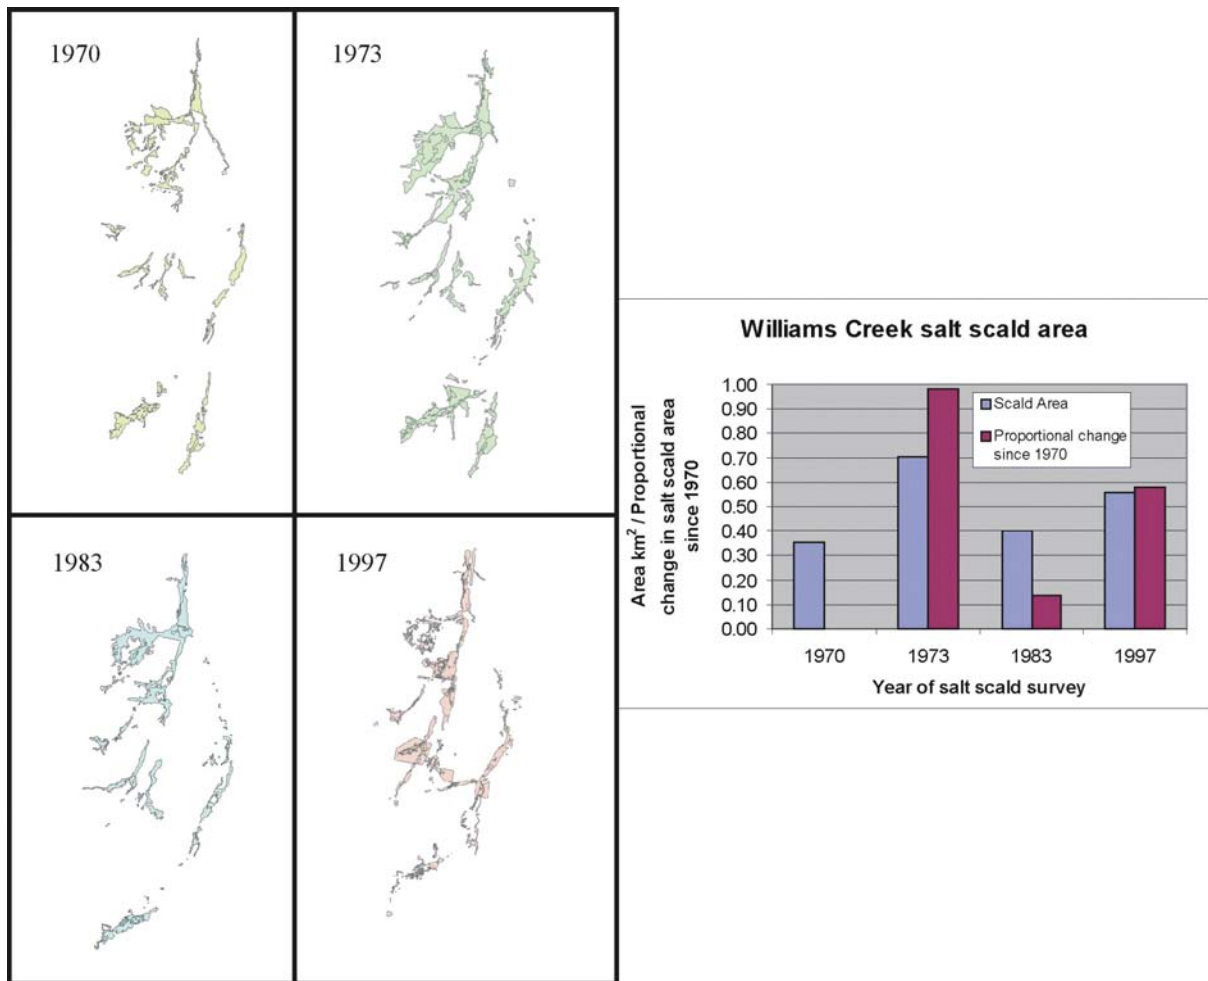 1970
1973
1983
1997
Williams Creek salt scald area
Area km² / Proportional
change in salt scald area
since 1970
1.00
0.90
0.80
0.70
0.60
0.50
0.40
0.30
0.20
0.10
0.00
Scald Area
Proportional change
since 1970
1970 1973 1983 1997
Year of salt scald survey